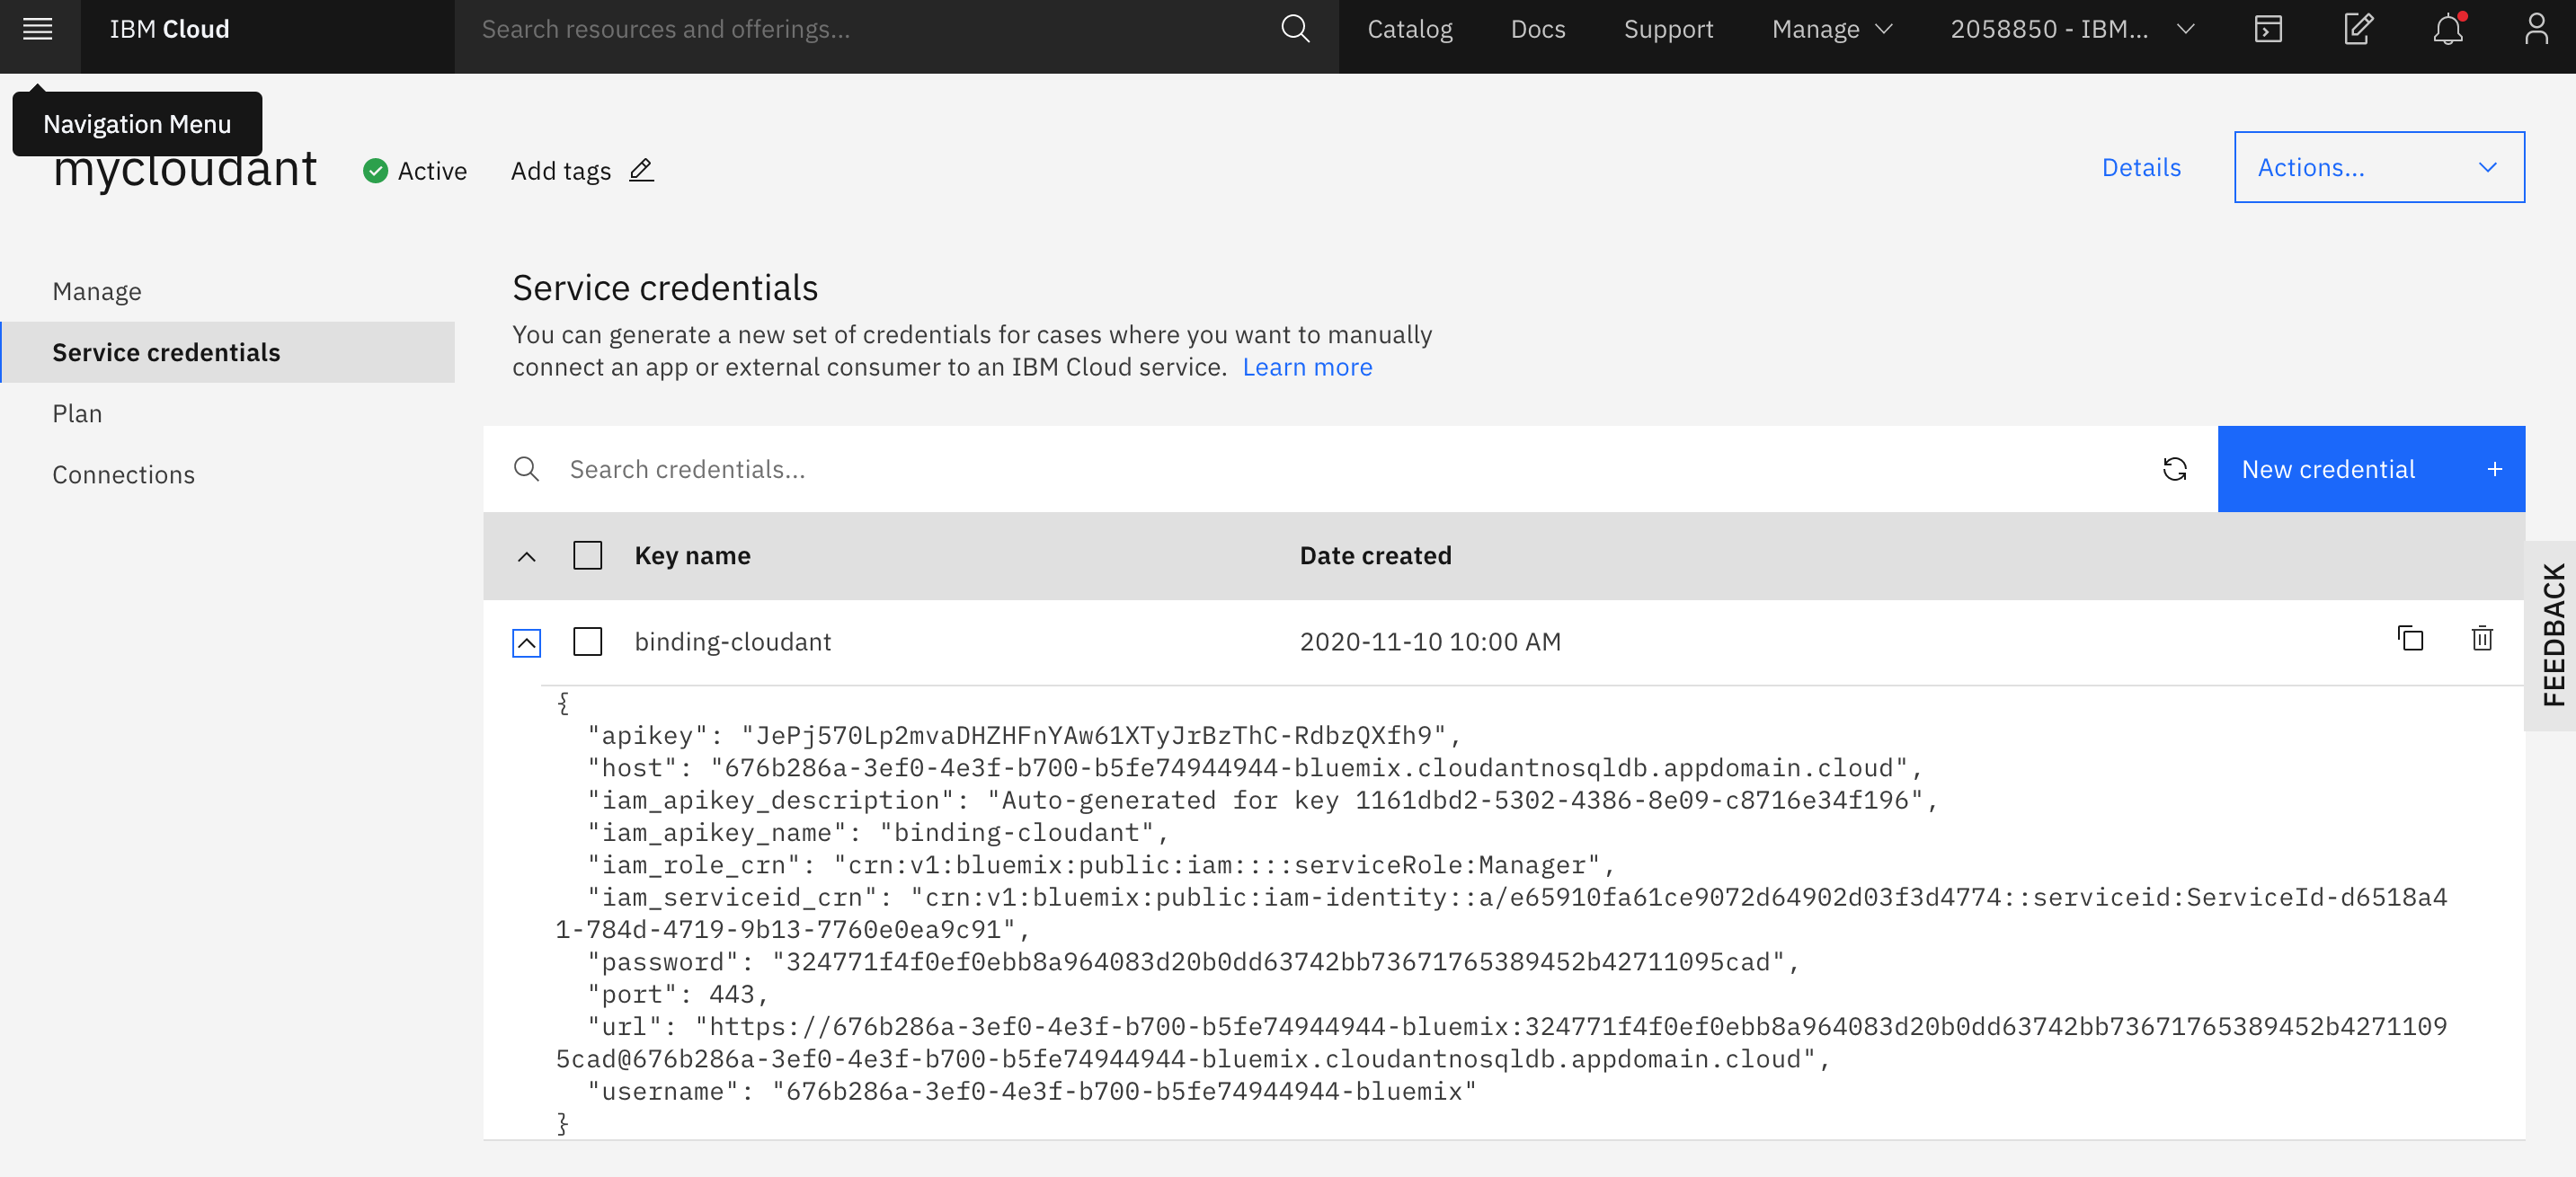 IBM Cloud
Search resources and offerings...
Catalog
Docs
Support
Manage
2058850 - IBM...
Navigation Menu
mycloudant
Active
Add tags
Details
Actions...
Manage
Service credentials
Plan
Connections
Service credentials
You can generate a new set of credentials for cases where you want to manually
connect an app or external consumer to an IBM Cloud service. Learn more
Search credentials...
New credential +
Key name
Date created
binding-cloudant
2020-11-10 10:00 AM
FEEDBACK
{
"apikey": "JePj570Lp2mvaDHZHFnYAw61XTyJrBzThC-RdbzQXfh9",
"host": "676b286a-3ef0-4e3f-b700-b5fe74944944-bluemix.cloudantnosqldb.appdomain.cloud",
"iam_apikey_description": "Auto-generated for key 1161dbd2-5302-4386-8e09-c8716e34f196",
"iam_apikey_name": "binding-cloudant",
"iam_role_crn": "crn:v1:bluemix:public:iam::::serviceRole:Manager",
"iam_serviceid_crn": "crn:v1:bluemix:public:iam-identity::a/e65910fa61ce9072d64902d03f3d4774::serviceid:ServiceId-d6518a4
1-784d-4719-9b13-7760e0ea9c91",
"password": "324771f4f0ef0ebb8a964083d20b0dd63742bb73671765389452b42711095cad",
"port": 443,
"url": "https://676b286a-3ef0-4e3f-b700-b5fe74944944-bluemix:324771f4f0ef0ebb8a964083d20b0dd63742bb73671765389452b4271109
5cad@676b286a-3ef0-4e3f-b700-b5fe74944944-bluemix.cloudantnosqldb.appdomain.cloud",
"username": "676b286a-3ef0-4e3f-b700-b5fe74944944-bluemix"
}